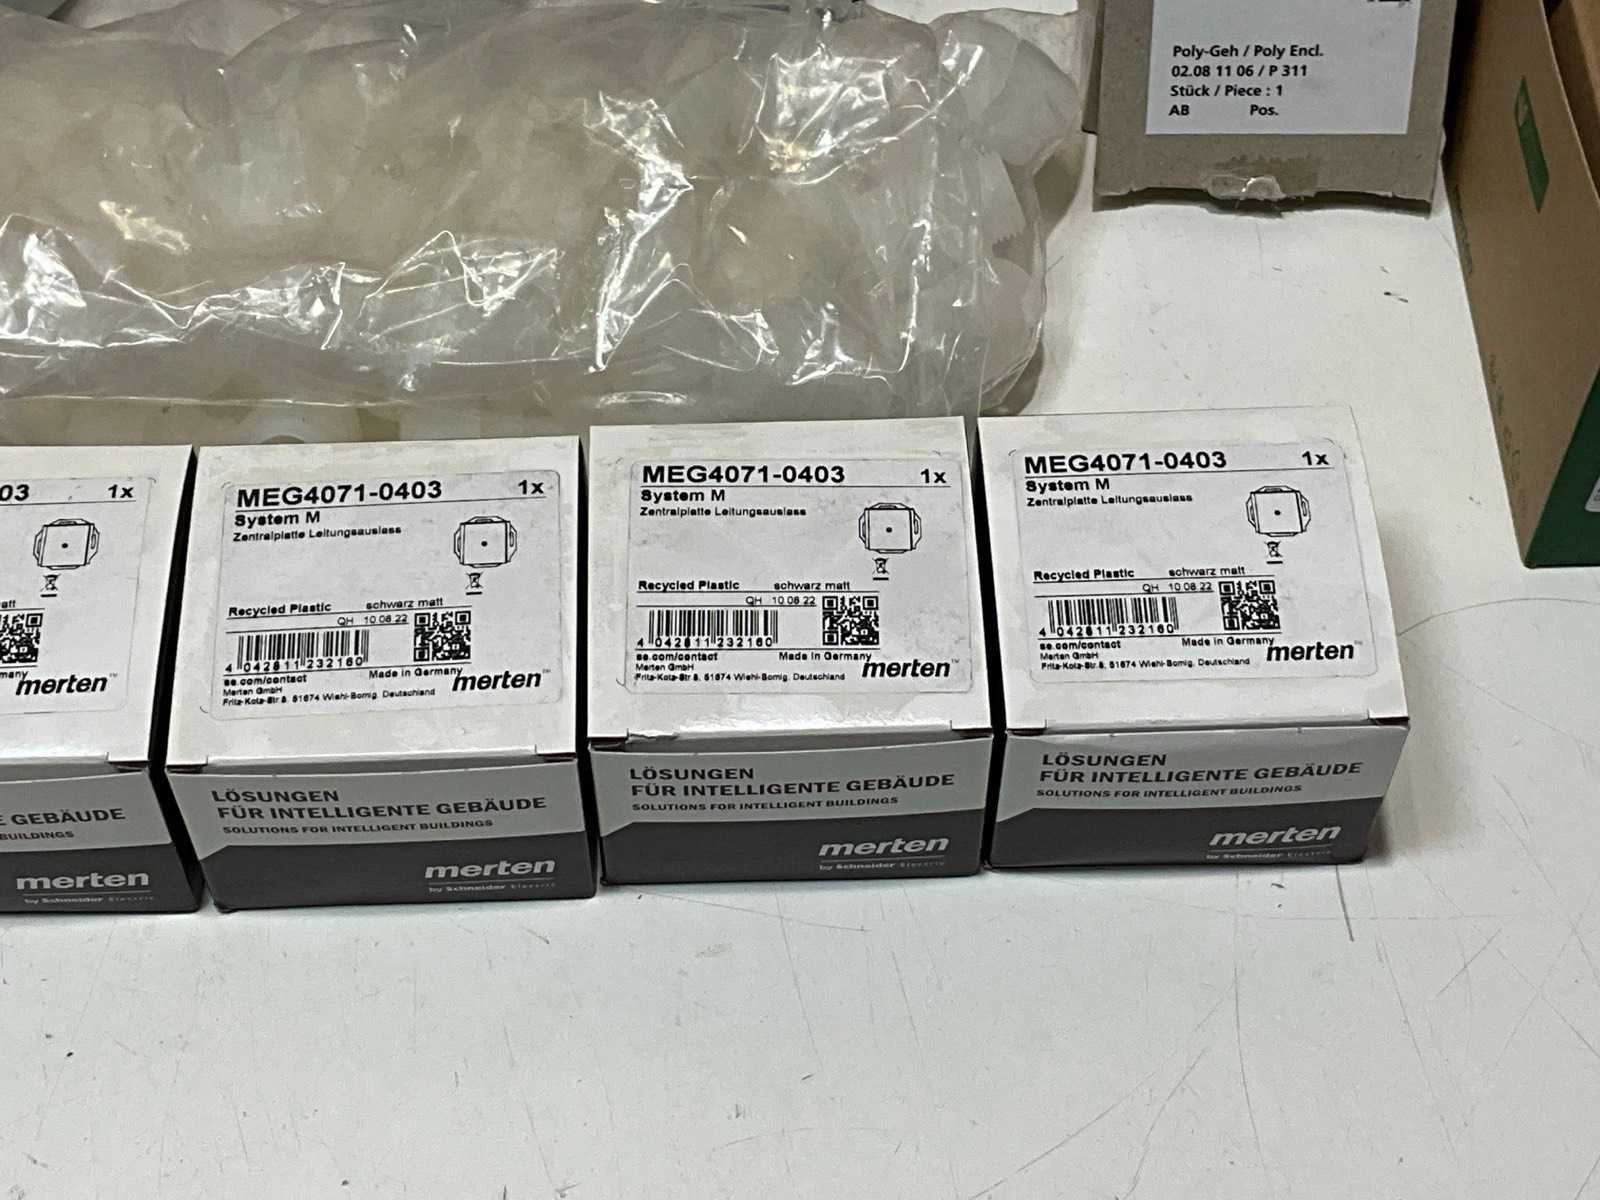 Poly-Geh / Poly Encl.
02.08 11 06 / P 311
Stück / Piece : 1
AB Pos.
03 1x
merten
E GEBÄUDE
BUILDINGS
merten
by Schneider Electric
MEG4071-0403 1x
System M
Zentralplatte Leitungsauslass
Recycled Plastic schwarz matt
QH 10 08 22
4 042811 232160
se.com/contact Made in Germany
Merten GmbH
Fritz-Kotz-Str 8, 51674 Wiehl-Bomig, Deutschland
merten
LÖSUNGEN
FÜR INTELLIGENTE GEBÄUDE
SOLUTIONS FOR INTELLIGENT BUILDINGS
merten
by Schneider Electric
MEG4071-0403 1x
System M
Zentralplatte Leitungsauslass
Recycled Plastic schwarz matt
QH 10 08 22
4 042811 232160
se.com/contact Made in Germany
Merten GmbH
Fritz-Kotz-Str 8, 51674 Wiehl-Bomig, Deutschland
merten
LÖSUNGEN
FÜR INTELLIGENTE GEBÄUDE
SOLUTIONS FOR INTELLIGENT BUILDINGS
merten
by Schneider Electric
MEG4071-0403 1x
System M
Zentralplatte Leitungsauslass
Recycled Plastic schwarz matt
QH 10 08 22
4 042811 232160
se.com/contact Made in Germany
Merten GmbH
Fritz-Kotz-Str 8, 51674 Wiehl-Bomig, Deutschland
merten
LÖSUNGEN
FÜR INTELLIGENTE GEBÄUDE
SOLUTIONS FOR INTELLIGENT BUILDINGS
merten
by Schneider Electric